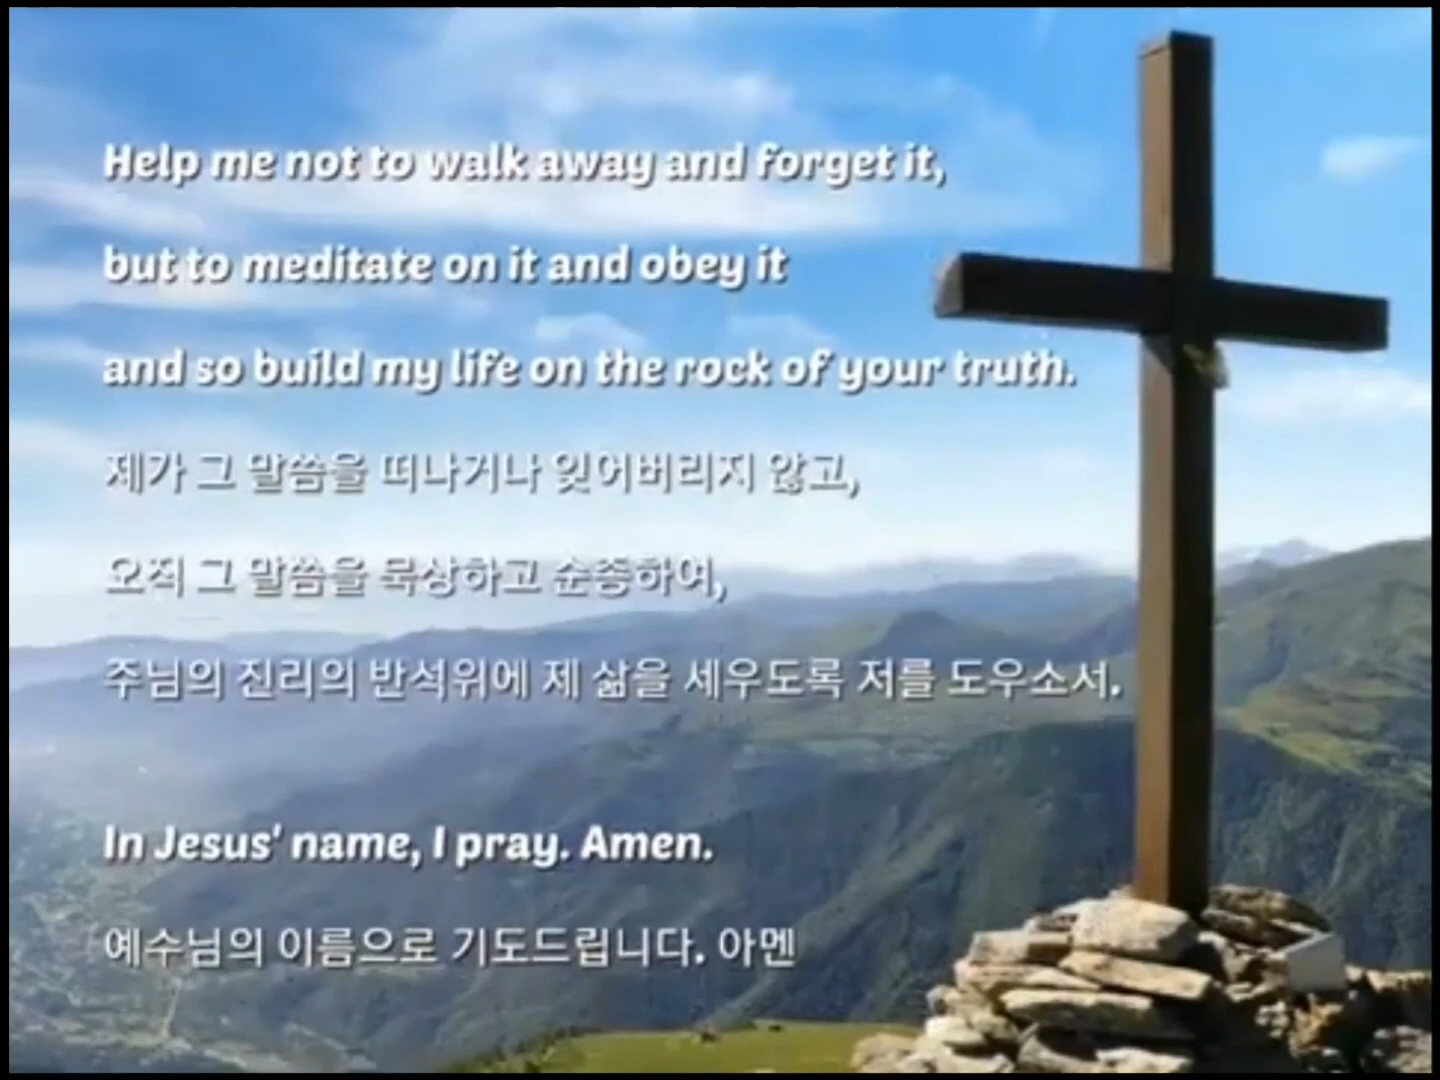 Help me not to walk away and forget it,
but to meditate on it and obey it
and so build my life on the rock of your truth.
제가 그 말씀을 떠나거나 잊어버리지 않고,
오직 그 말씀을 묵상하고 순종하여,
주님의 진리의 반석위에 제 삶을 세우도록 저를 도우소서.
In Jesus' name, I pray. Amen.
예수님의 이름으로 기도드립니다. 아멘